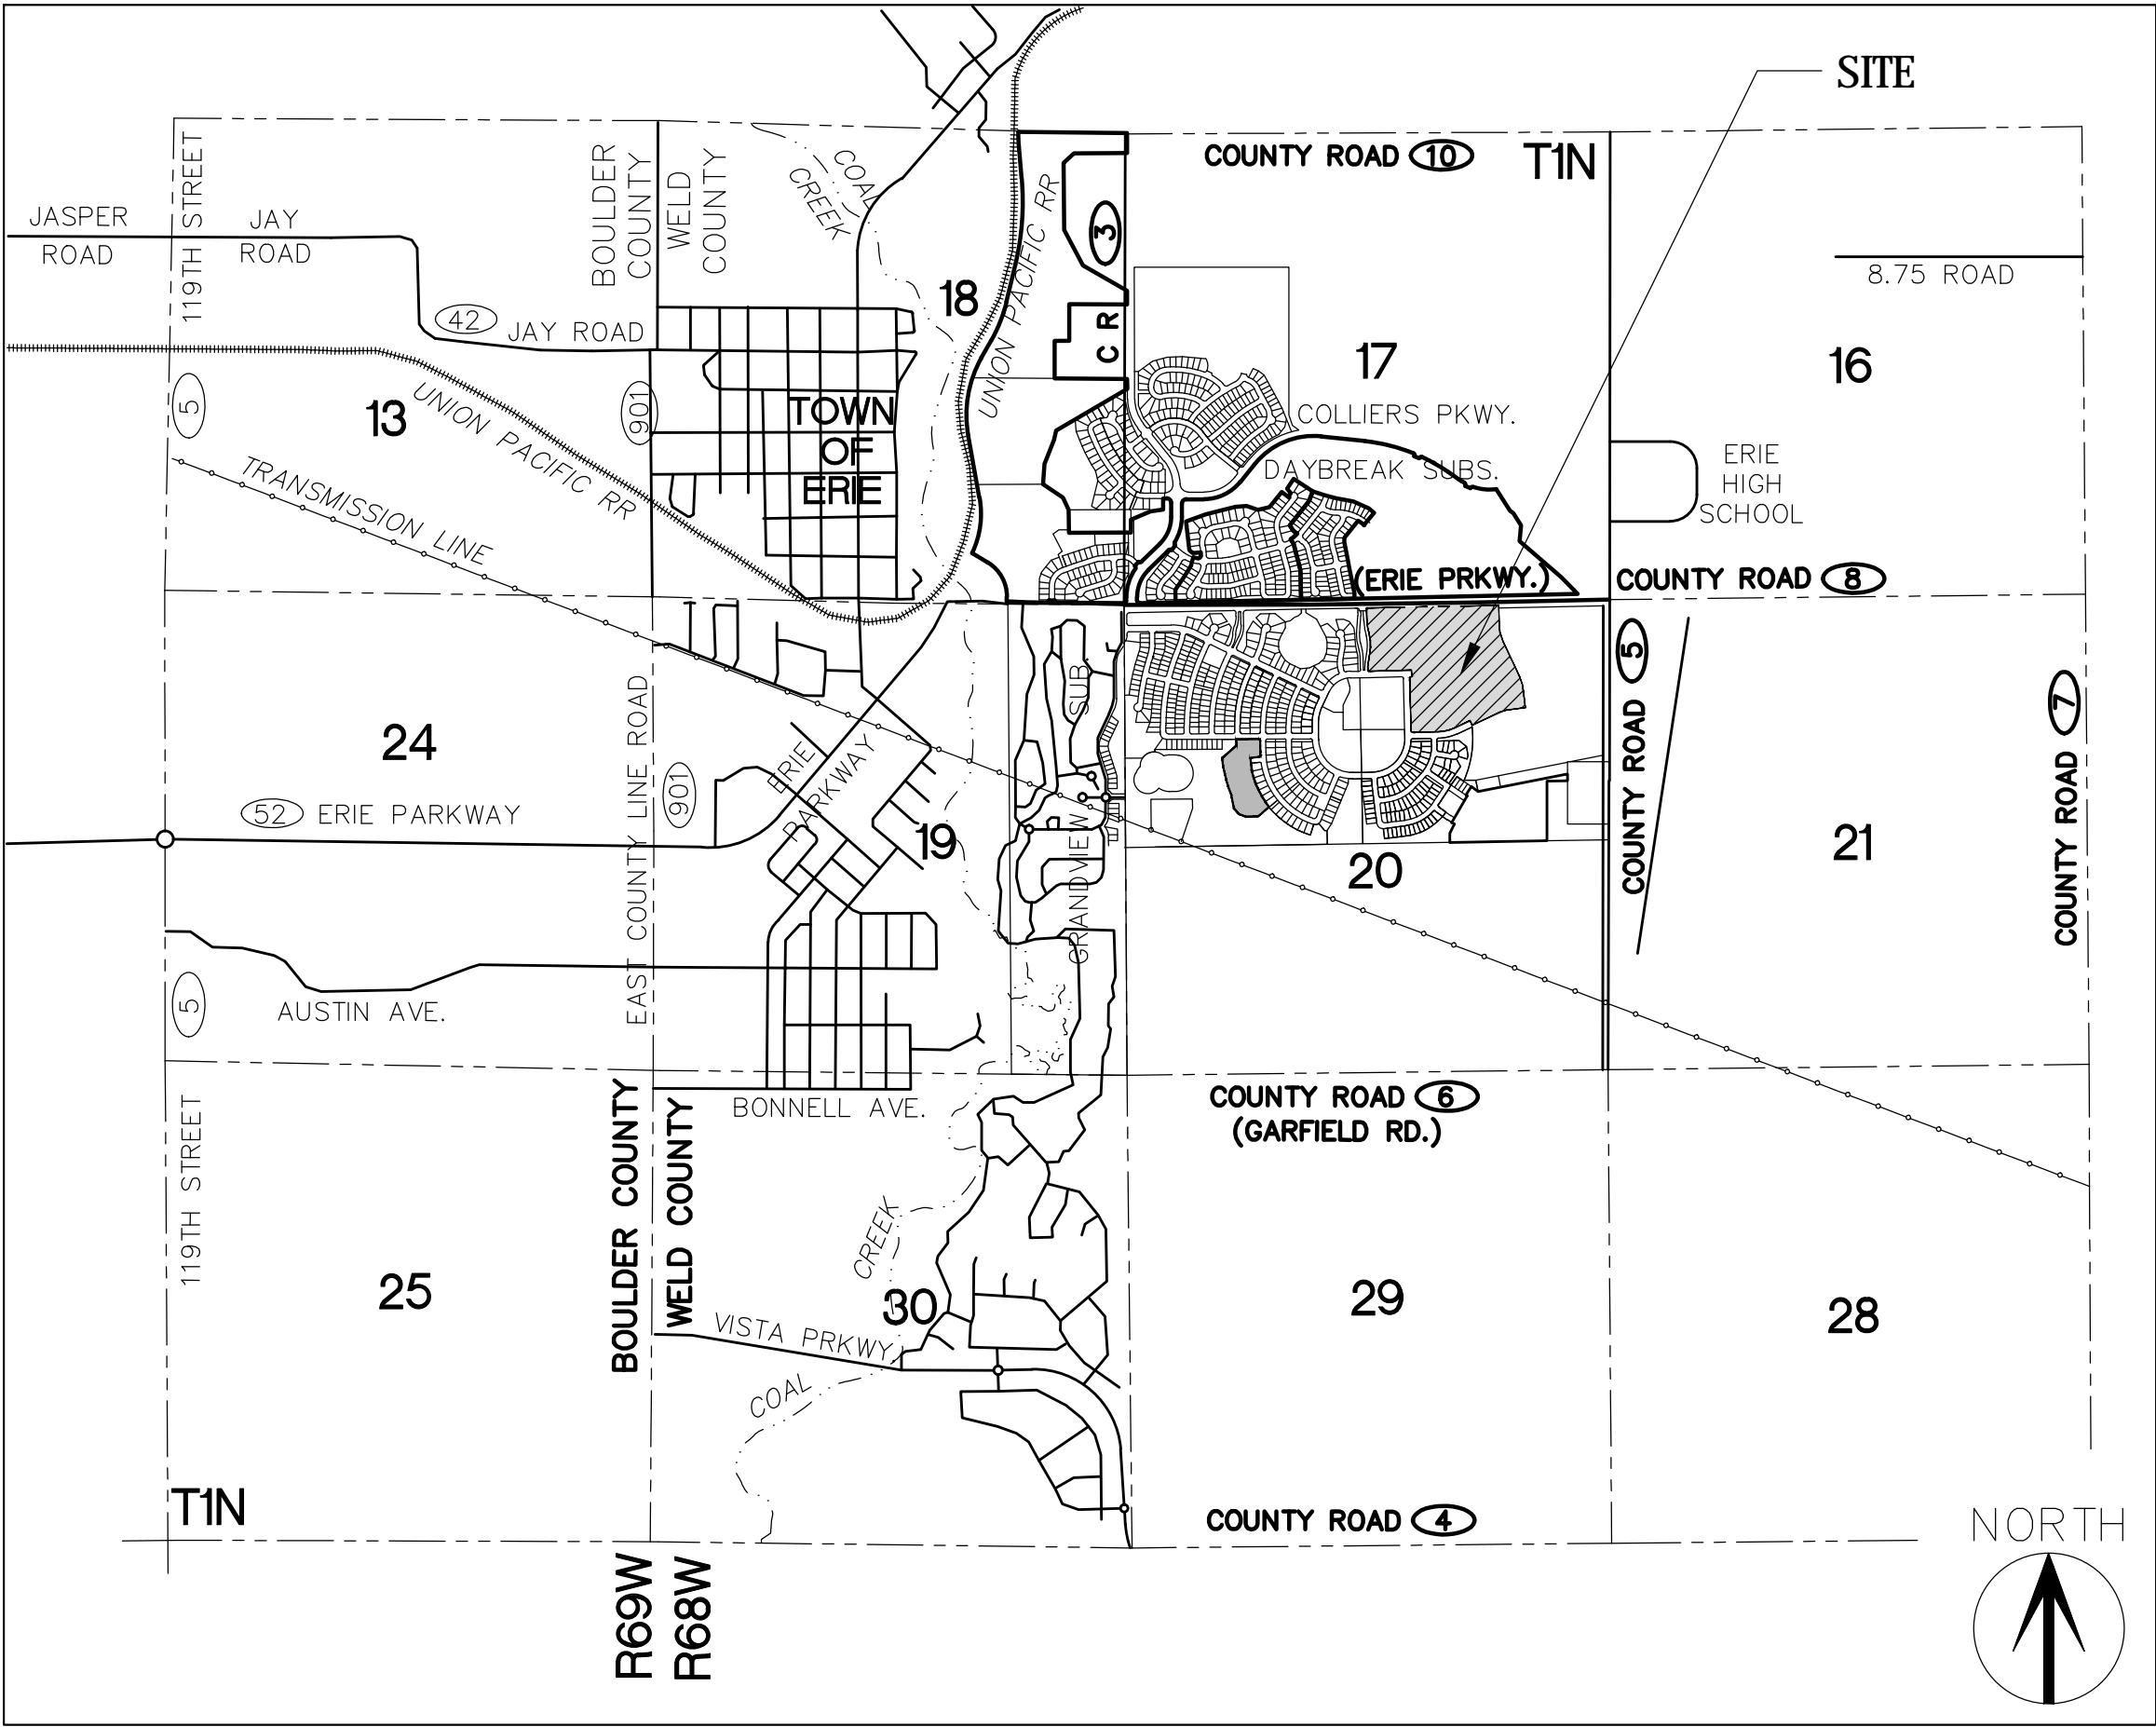 SITE
COUNTY ROAD 10
T1N
119TH STREET
BOULDER
COUNTY
WELD
COUNTY
COAL
CREEK
JASPER
ROAD
JAY
ROAD
UNION PACIFIC RR
3
C R
8.75 ROAD
18
42 JAY ROAD
17
16
5
13
UNION PACIFIC RR
901
TOWN
OF
ERIE
COLLIERS PKWY.
DAYBREAK SUBS.
ERIE
HIGH
SCHOOL
TRANSMISSION LINE
(ERIE PRKWY.)
COUNTY ROAD 8
24
EAST COUNTY LINE ROAD
901
ERIE
PARKWAY
GRANDVIEW SUB
COUNTY ROAD 5
COUNTY ROAD 7
52 ERIE PARKWAY
19
20
21
5
AUSTIN AVE.
119TH STREET
BOULDER COUNTY
WELD COUNTY
BONNELL AVE.
COUNTY ROAD 6
(GARFIELD RD.)
CREEK
25
30
29
28
VISTA PRKWY.
COAL
T1N
COUNTY ROAD 4
NORTH
R69W
R68W